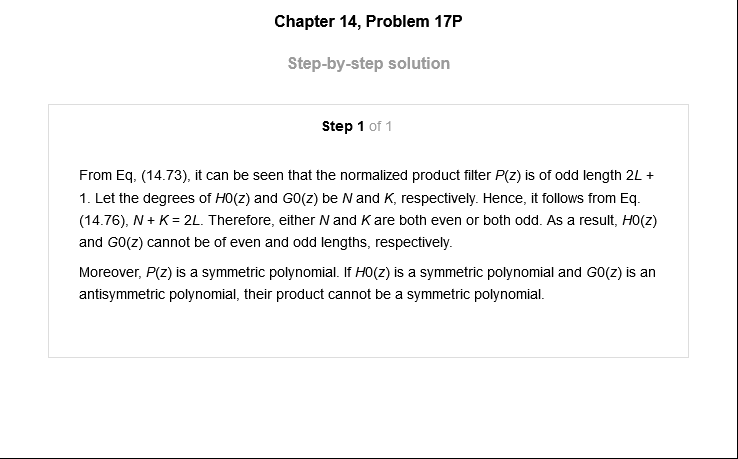 Chapter 14, Problem 17P
Step-by-step solution
Step 1 of 1
From Eq, (14.73), it can be seen that the normalized product filter P(z) is of odd length 2L +
1. Let the degrees of H0(z) and G0(z) be N and K, respectively. Hence, it follows from Eq.
(14.76), N + K = 2L. Therefore, either N and K are both even or both odd. As a result, H0(z)
and G0(z) cannot be of even and odd lengths, respectively.
Moreover, P(z) is a symmetric polynomial. If H0(z) is a symmetric polynomial and G0(z) is an
antisymmetric polynomial, their product cannot be a symmetric polynomial.